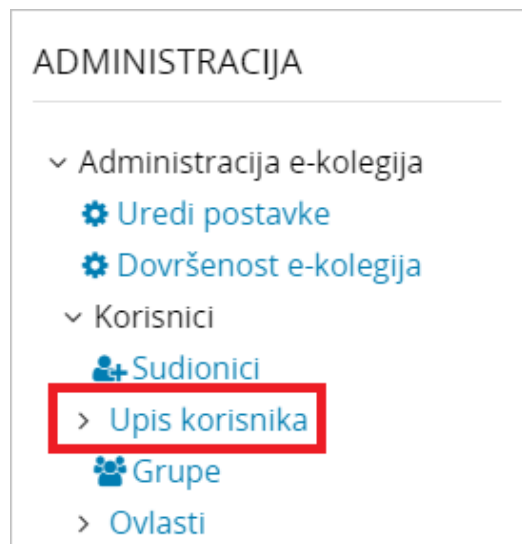 ADMINISTRACIJA
Administracija e-kolegija
Uredi postavke
Dovršenost e-kolegija
Korisnici
Sudionici
Upis korisnika
Grupe
Ovlasti